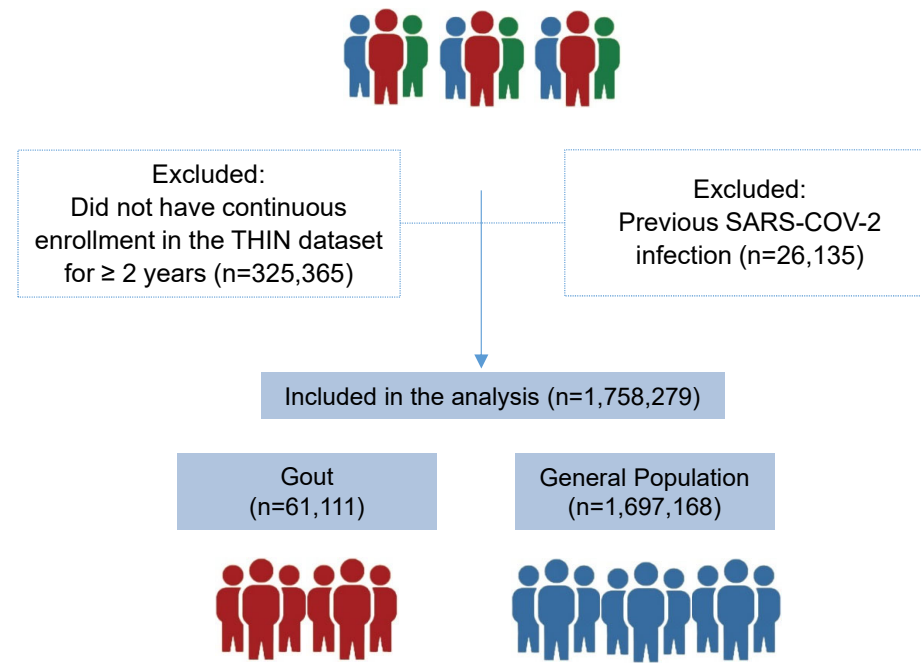 Excluded:
Did not have continuous
enrollment in the THIN dataset
for ≥ 2 years (n=325,365)
Excluded:
Previous SARS-COV-2
infection (n=26,135)
Included in the analysis (n=1,758,279)
Gout
(n=61,111)
General Population
(n=1,697,168)